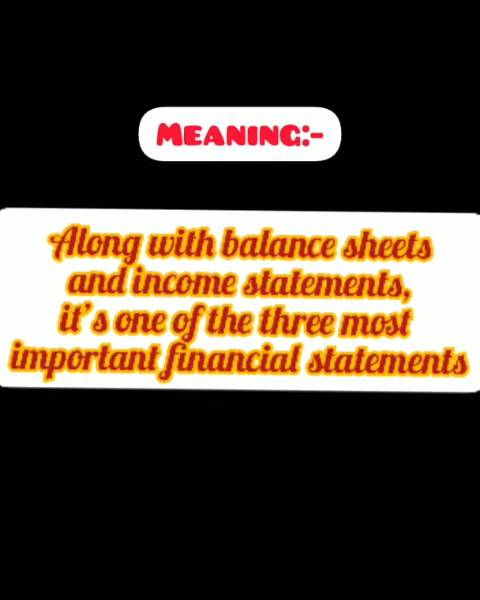 MEANING:-
Along with balance sheets
and income statements,
it's one of the three most
important financial statements